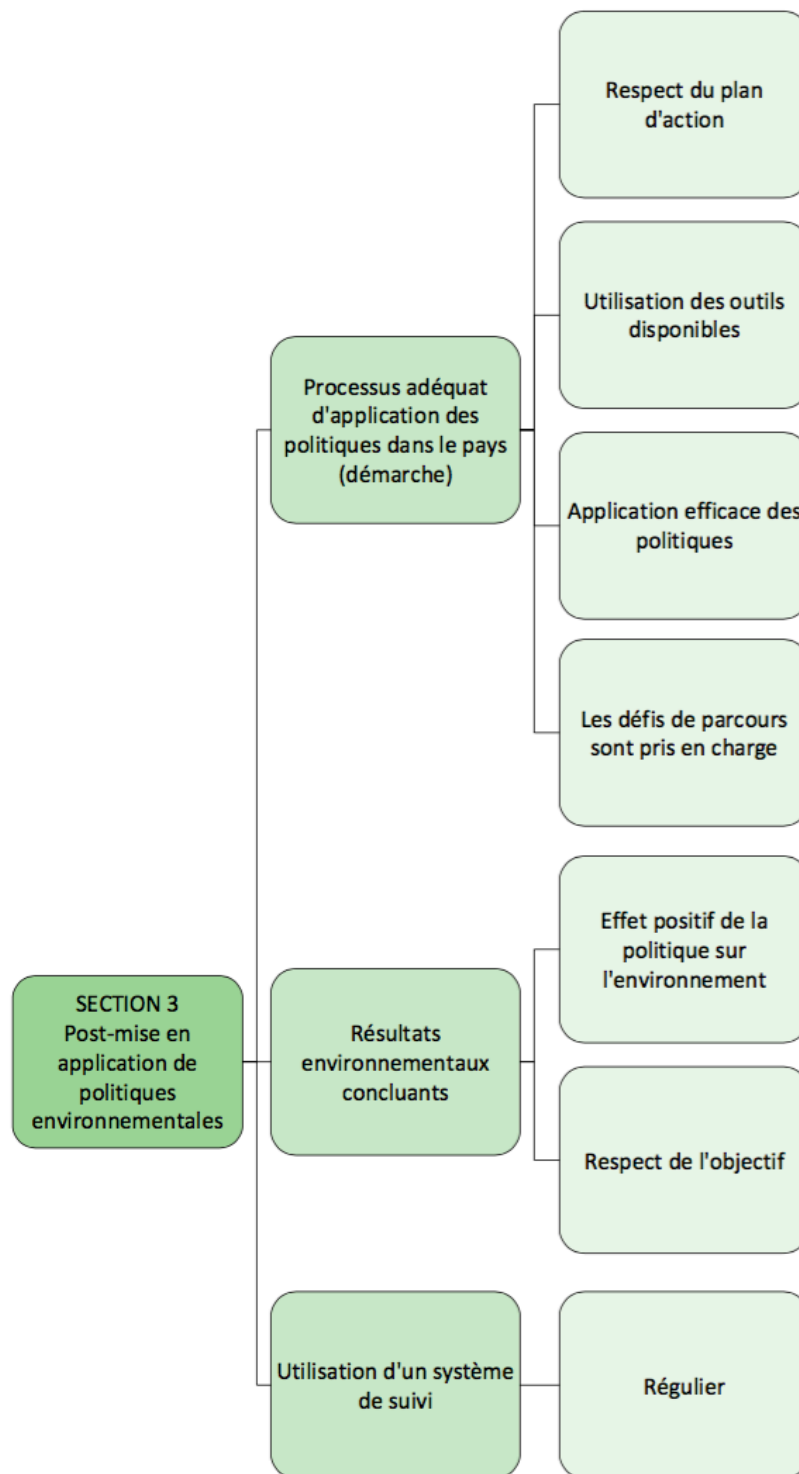 Respect du plan
d'action
Utilisation des outils
disponibles
Processus adéquat
d'application des
politiques dans le pays
(démarche)
Application efficace des
politiques
Les défis de parcours
sont pris en charge
Effet positif de la
politique sur
l'environnement
SECTION 3
Post-mise en
application de
politiques
environnementales
Résultats
environnementaux
concluants
Respect de l'objectif
Utilisation d'un système
de suivi
Régulier